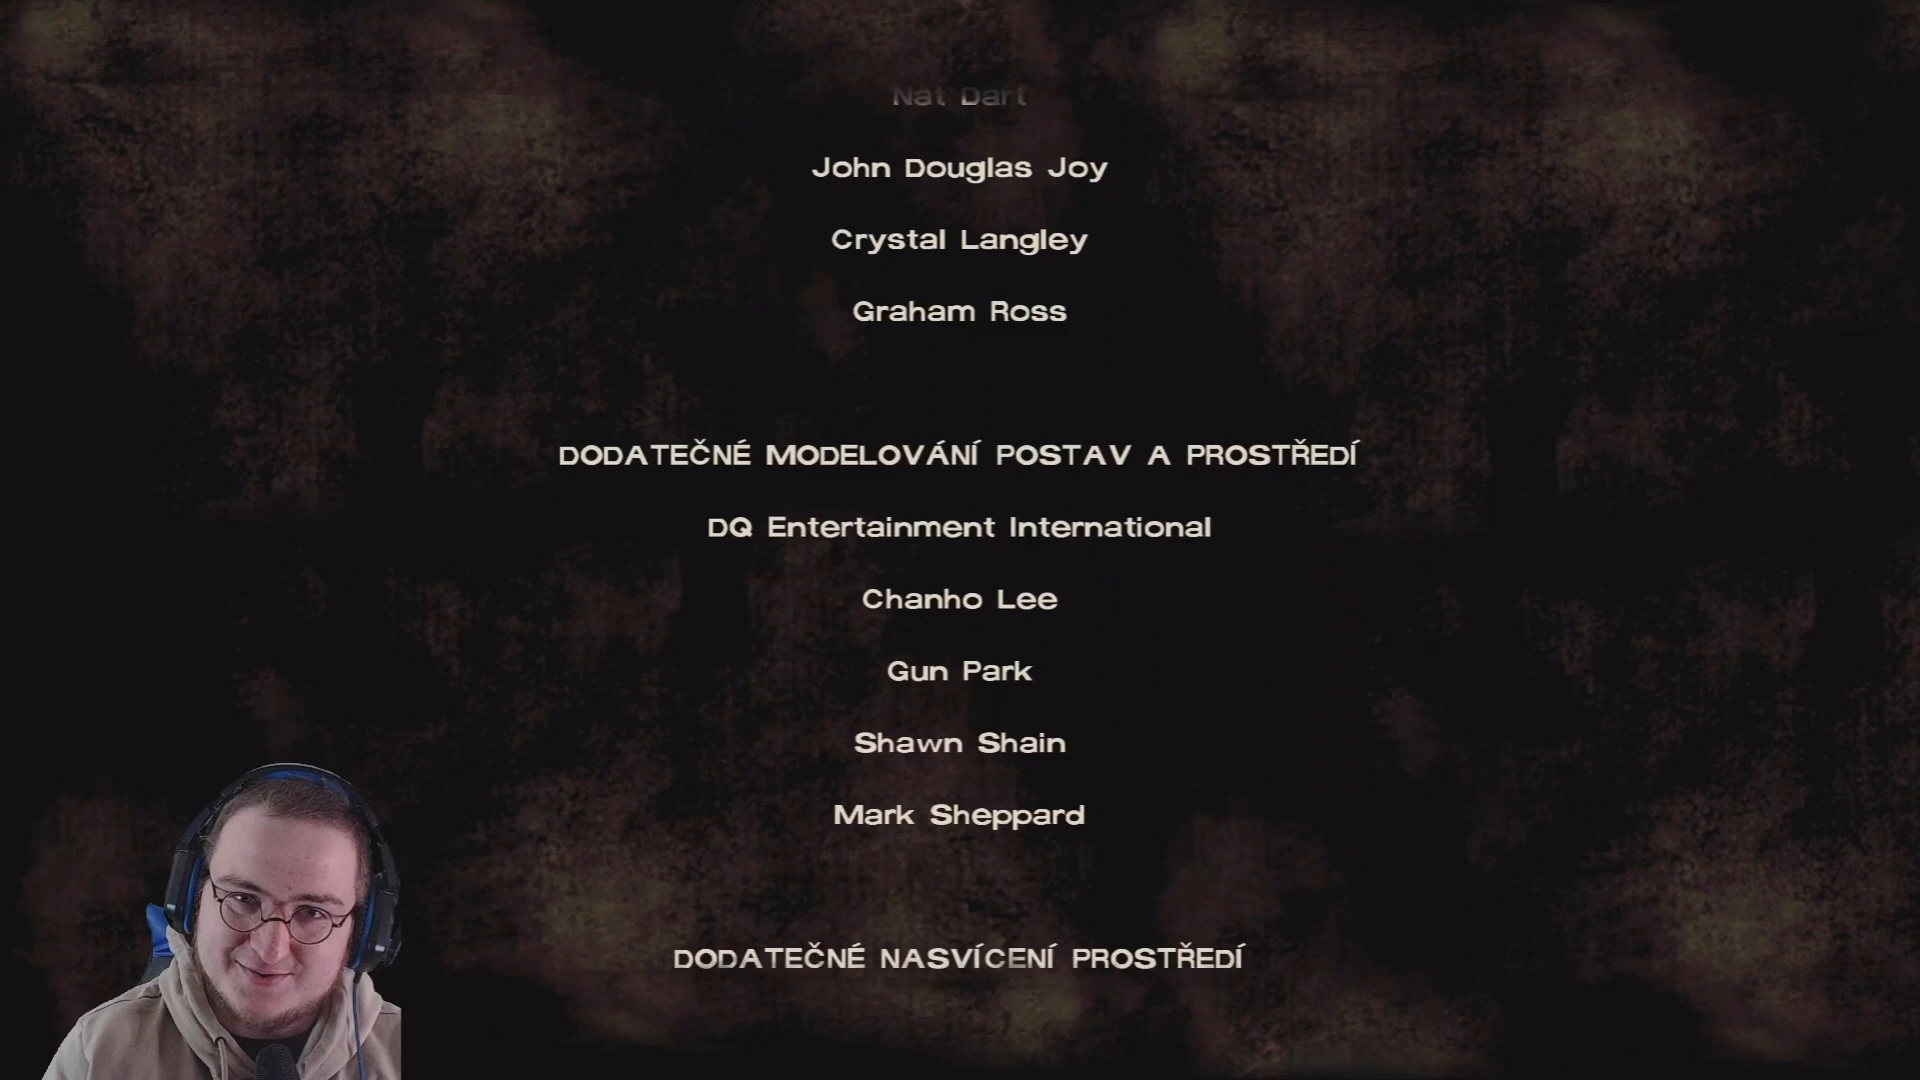 Nat Dart
John Douglas Joy
Crystal Langley
Graham Ross
DODATEČNÉ MODELOVÁNÍ POSTAV A PROSTŘEDÍ
DQ Entertainment International
Chanho Lee
Gun Park
Shawn Shain
Mark Sheppard
DODATEČNÉ NASVÍCENÍ PROSTŘEDÍ